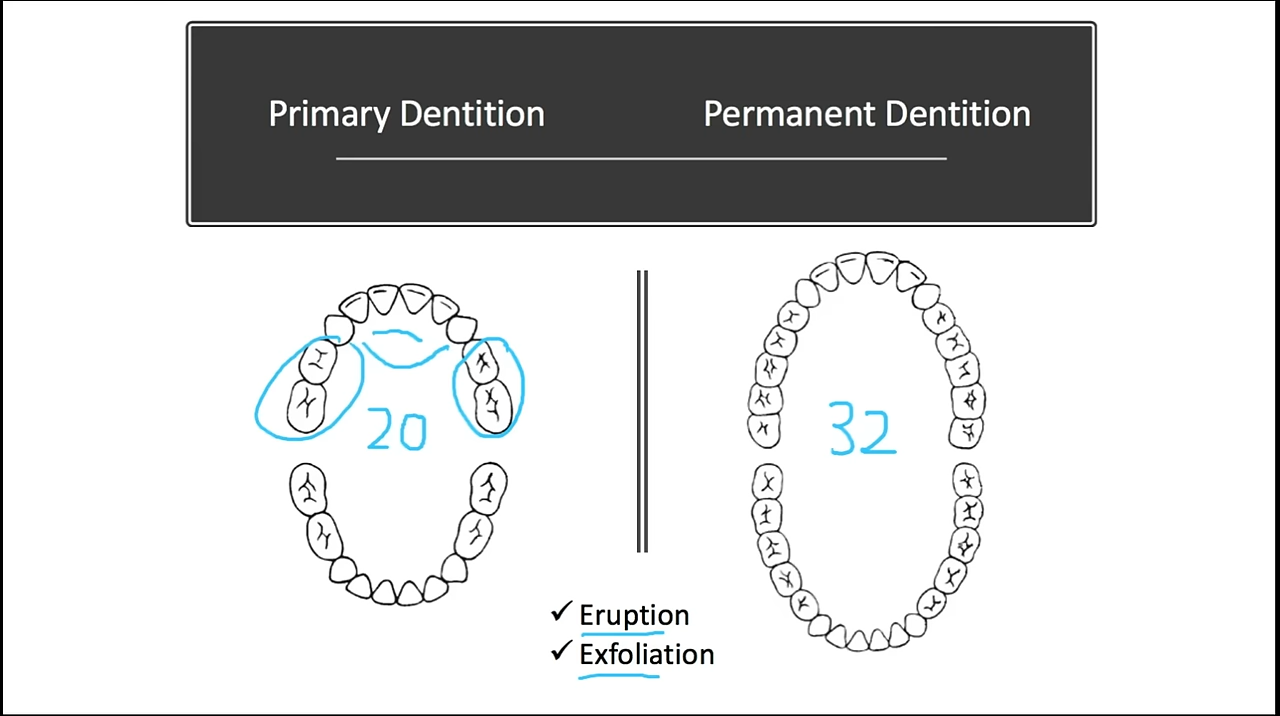 Primary Dentition
Permanent Dentition
20
32
✓ Eruption
✓ Exfoliation